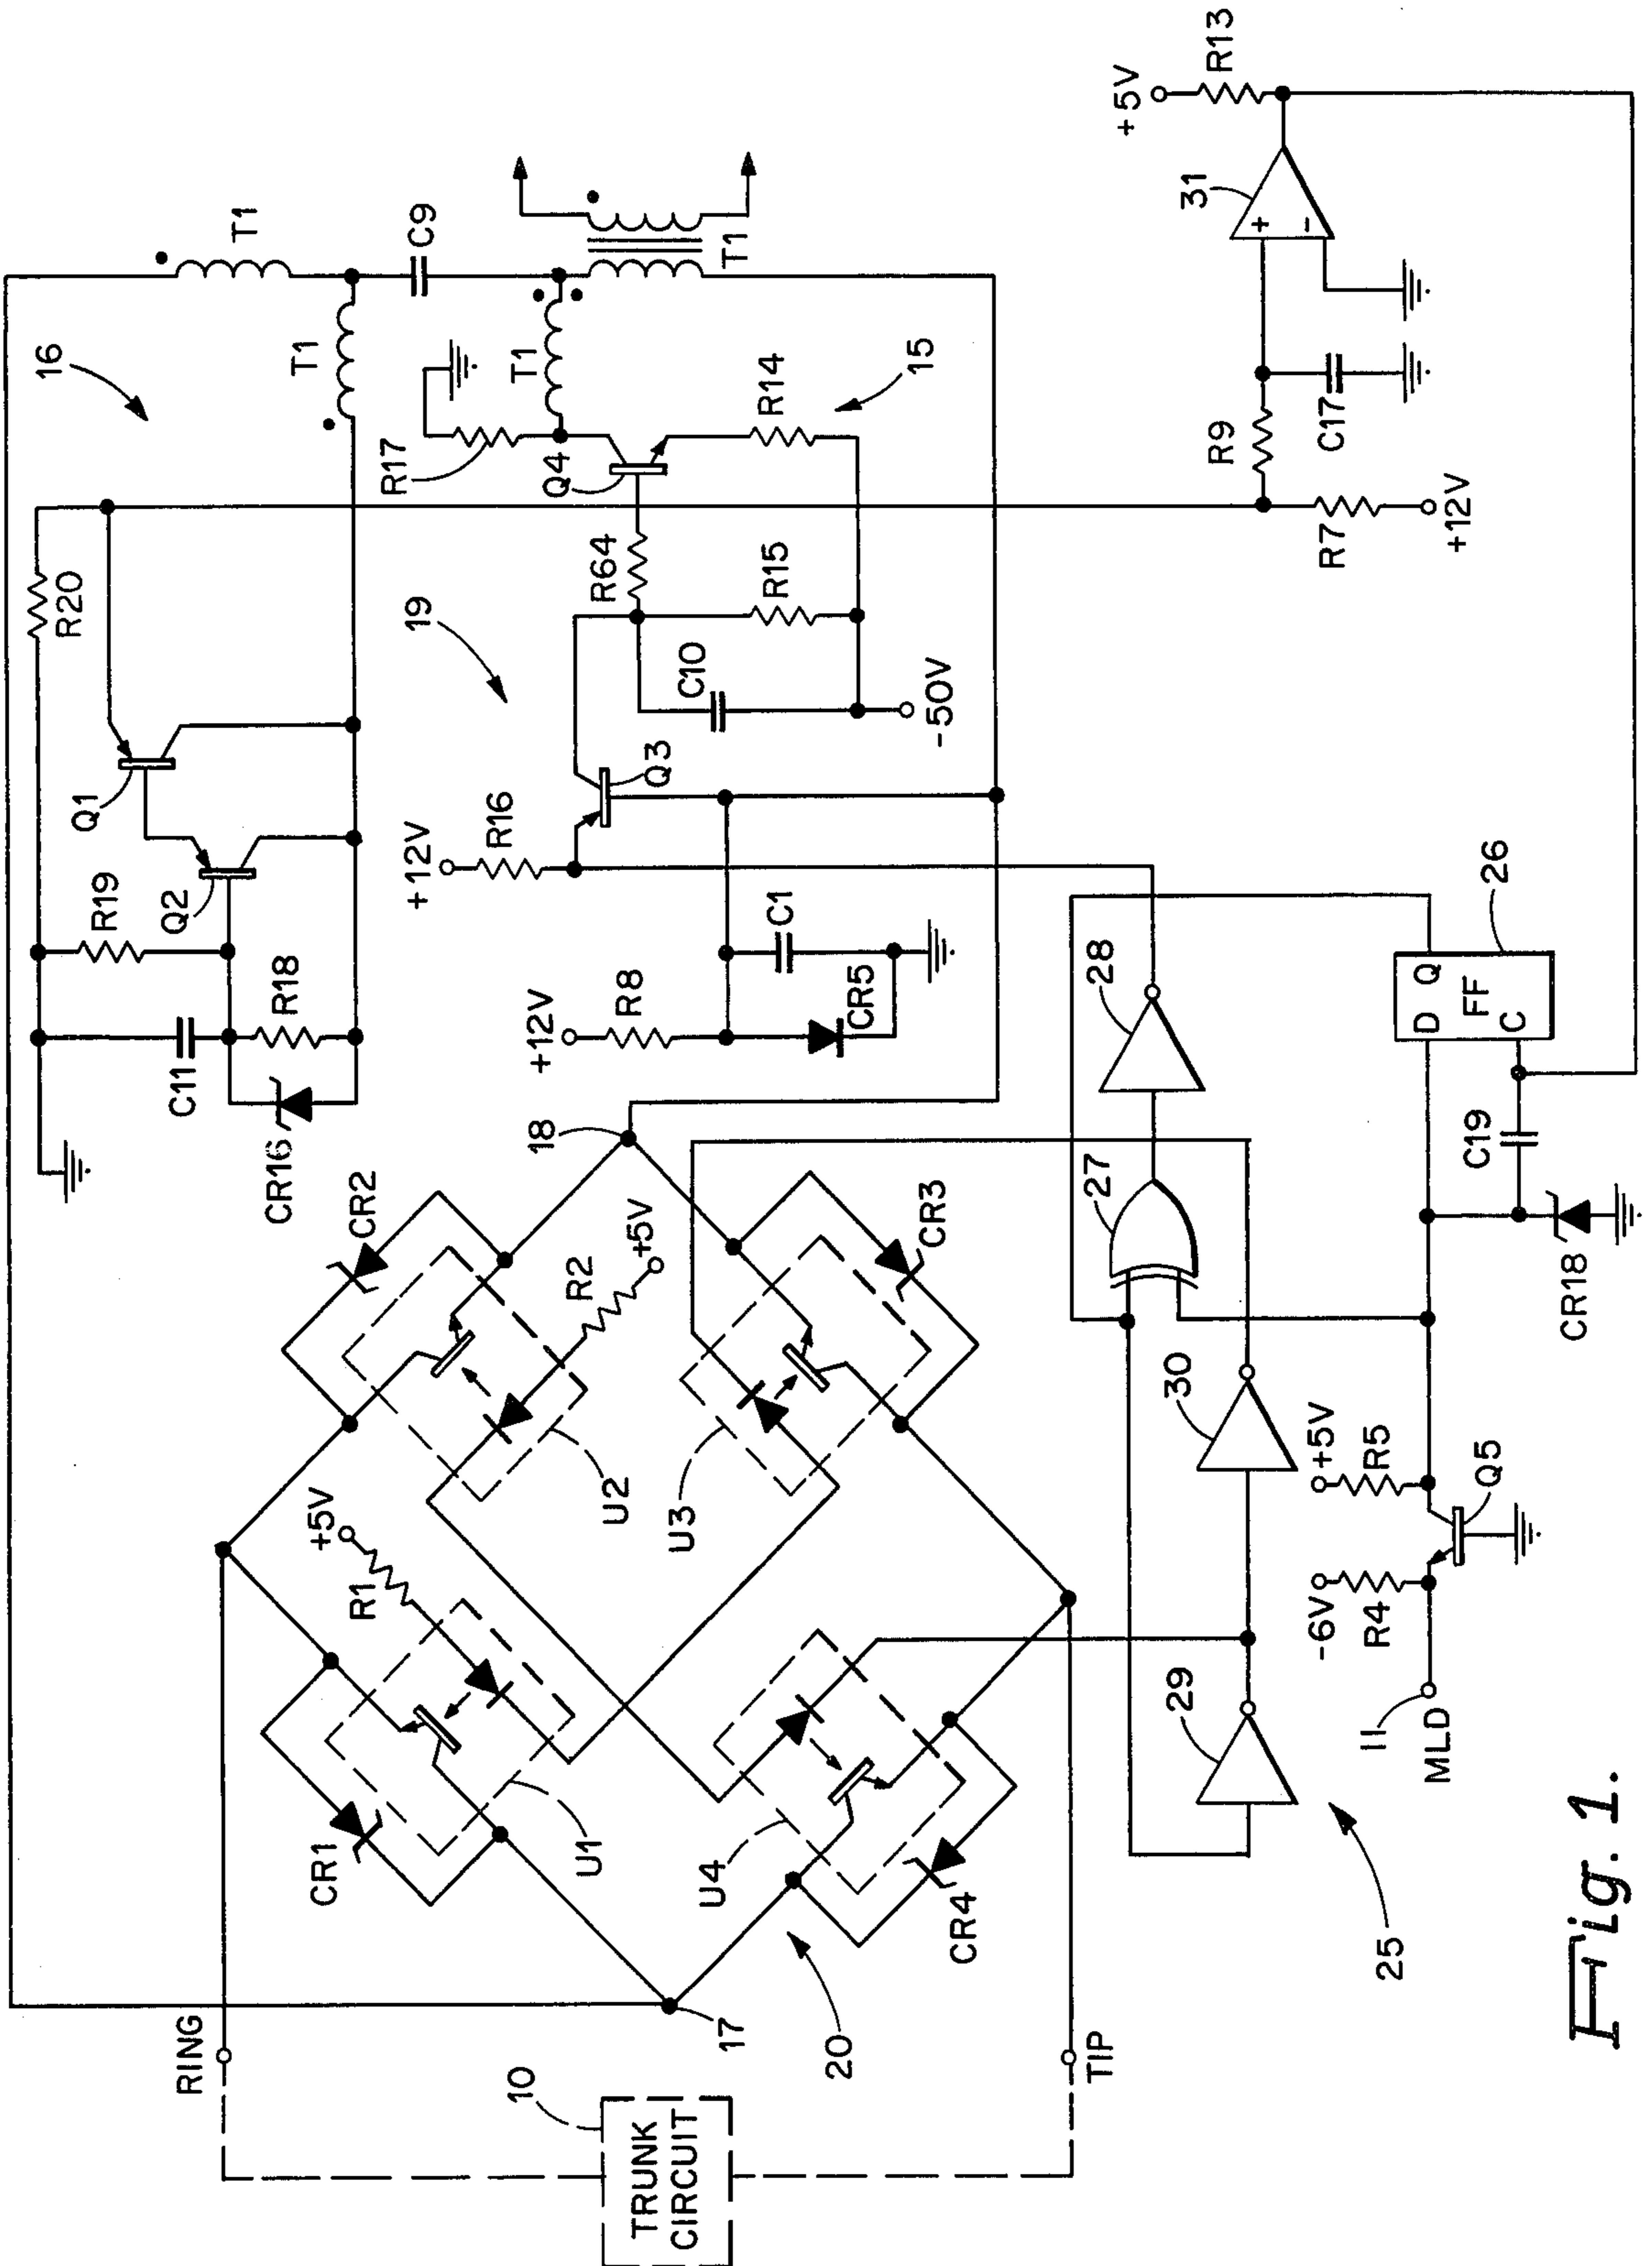 16
R20
Q1
Q2
R19
R18
C11
CR16
T1
T1
C9
T1
T1
R17
Q4
15
R14
R64
R15
19
C10
-50V
Q3
+12V
R16
+12V
R8
C1
CR5
18
CR2
R2
+5V
U2
CR3
U3
+5V
R1
CR1
U1
U4
CR4
17
20
RING
TIP
10
TRUNK
CIRCUIT
+5V
R13
31
+
-
R9
C17
R7
+12V
28
27
26
D Q
FF
C
C19
CR18
30
29
+5V
R5
Q5
-6V
R4
11
MLD
25
Fig. 1.